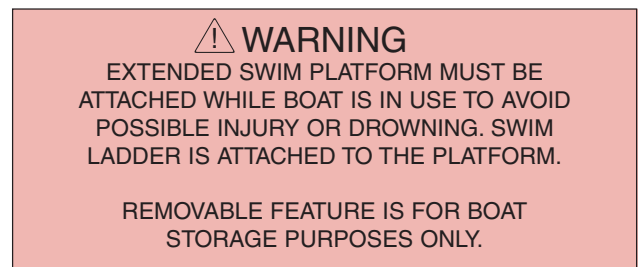 WARNING
EXTENDED SWIM PLATFORM MUST BE
ATTACHED WHILE BOAT IS IN USE TO AVOID
POSSIBLE INJURY OR DROWNING. SWIM
LADDER IS ATTACHED TO THE PLATFORM.
REMOVABLE FEATURE IS FOR BOAT
STORAGE PURPOSES ONLY.